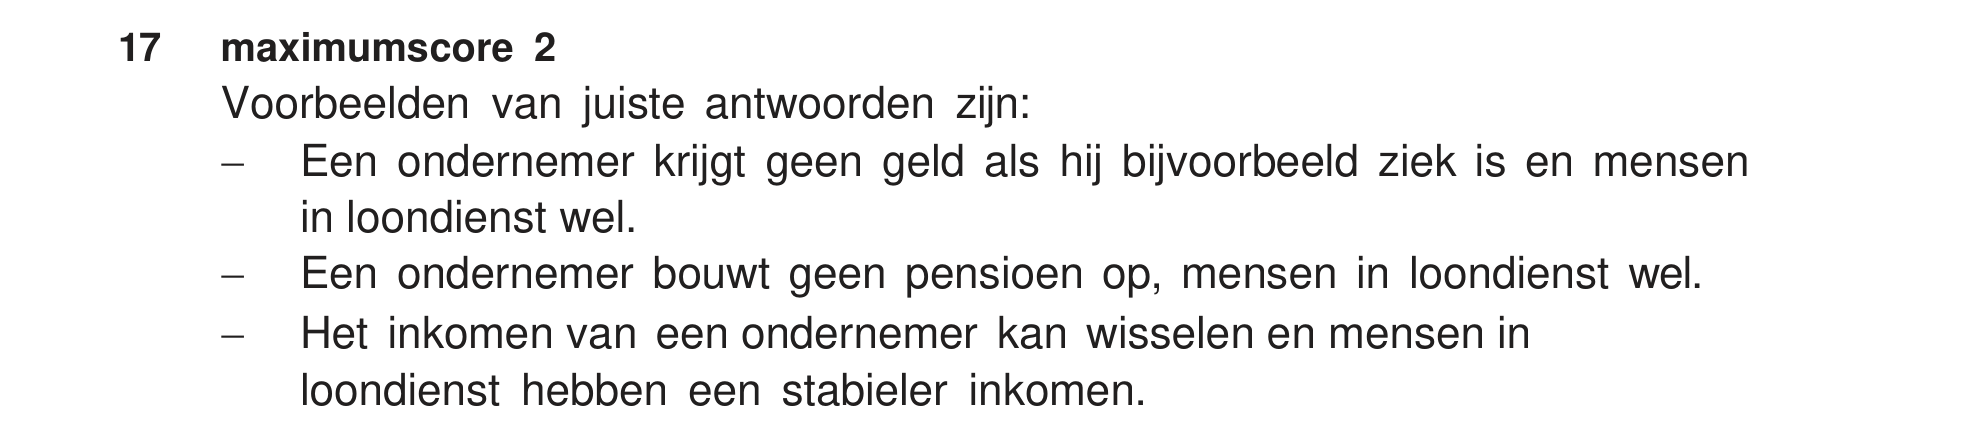 17 maximumscore 2
Voorbeelden van juiste antwoorden zijn:
– Een ondernemer krijgt geen geld als hij bijvoorbeeld ziek is en mensen
in loondienst wel.
– Een ondernemer bouwt geen pensioen op, mensen in loondienst wel.
– Het inkomen van een ondernemer kan wisselen en mensen in
loondienst hebben een stabieler inkomen.